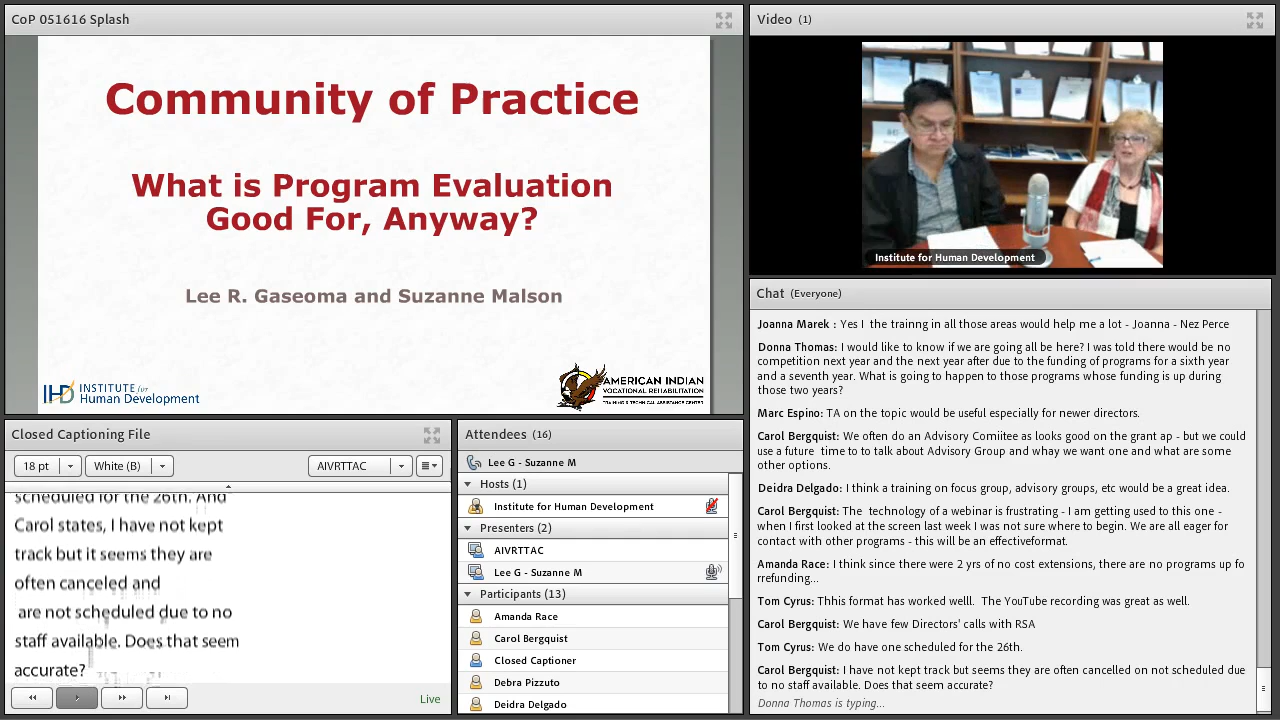 CoP 051616 Splash
Community of Practice
What is Program Evaluation
Good For, Anyway?
Lee R. Gaseoma and Suzanne Malson
IHD INSTITUTE for
Human Development
AMERICAN INDIAN
VOCATIONAL REHABILITATION
TRAINING & TECHNICAL ASSISTANCE CENTER
Video (1)
Institute for Human Development
Closed Captioning File
18 pt
White (B)
AIVRTTAC
scheduled for the 26th. And
Carol states, I have not kept
track but it seems they are
often canceled and
are not scheduled due to no
staff available. Does that seem
accurate?
Live
Attendees (16)
Lee G - Suzanne M
Hosts (1)
Institute for Human Development
Presenters (2)
AIVRTTAC
Lee G - Suzanne M
Participants (13)
Amanda Race
Carol Bergquist
Closed Captioner
Debra Pizzuto
Deidra Delgado
Chat (Everyone)
Joanna Marek : Yes I  the trainng in all those areas would help me a lot - Joanna - Nez Perce
Donna Thomas: I would like to know if we are going all be here? I was told there would be no
competition next year and the next year after due to the funding of programs for a sixth year
and a seventh year. What is going to happen to those programs whose funding is up during
those two years?
Marc Espino: TA on the topic would be useful especially for newer directors.
Carol Bergquist: We often do an Advisory Comiitee as looks good on the grant ap - but we could
use a future  time to to talk about Advisory Group and whay we want one and what are some
other options.
Deidra Delgado: I think a training on focus group, advisory groups, etc would be a great idea.
Carol Bergquist: The  technology of a webinar is frustrating - I am getting used to this one -
when I first looked at the screen last week I was not sure where to begin. We are all eager for
contact with other programs - this will be an effectiveformat.
Amanda Race: I think since there were 2 yrs of no cost extensions, there are no programs up fo
rrefunding...
Tom Cyrus: Thhis format has worked welll.  The YouTube recording was great as well.
Carol Bergquist: We have few Directors' calls with RSA
Tom Cyrus: We do have one scheduled for the 26th.
Carol Bergquist: I have not kept track but seems they are often cancelled on not scheduled due
to no staff available. Does that seem accurate?
Donna Thomas is typing...